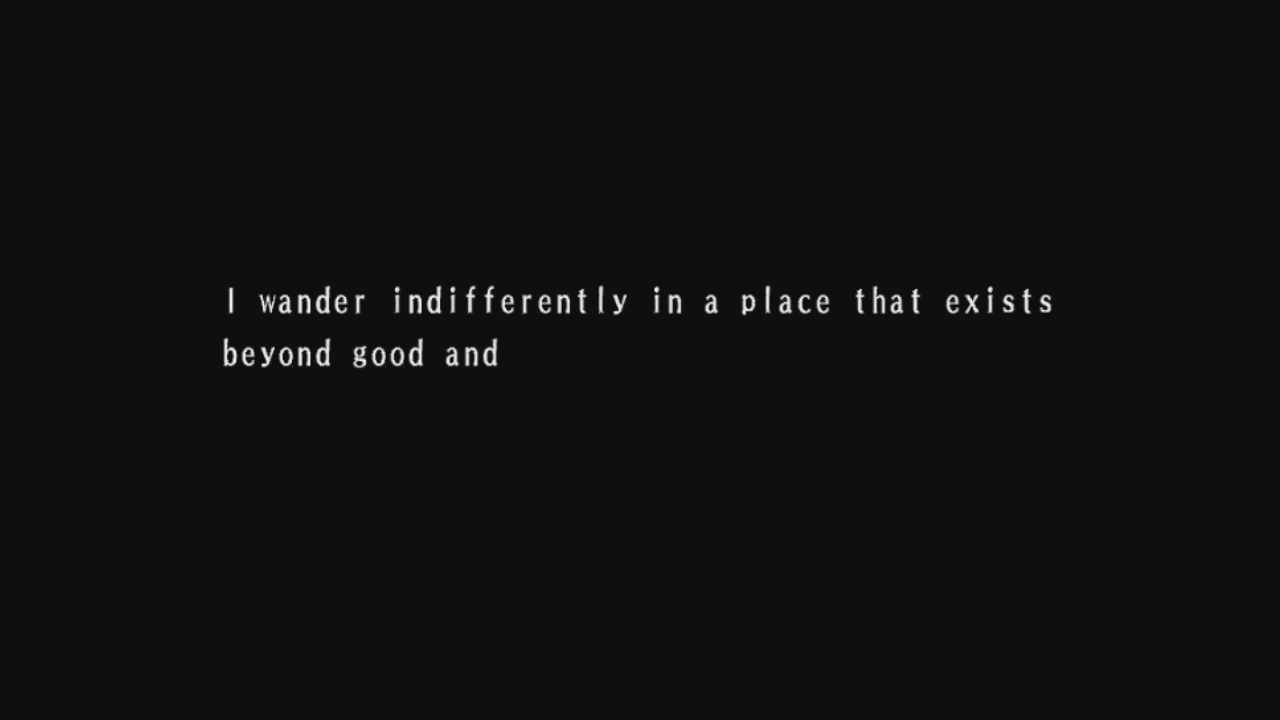 I wander indifferently in a place that exists
beyond good and